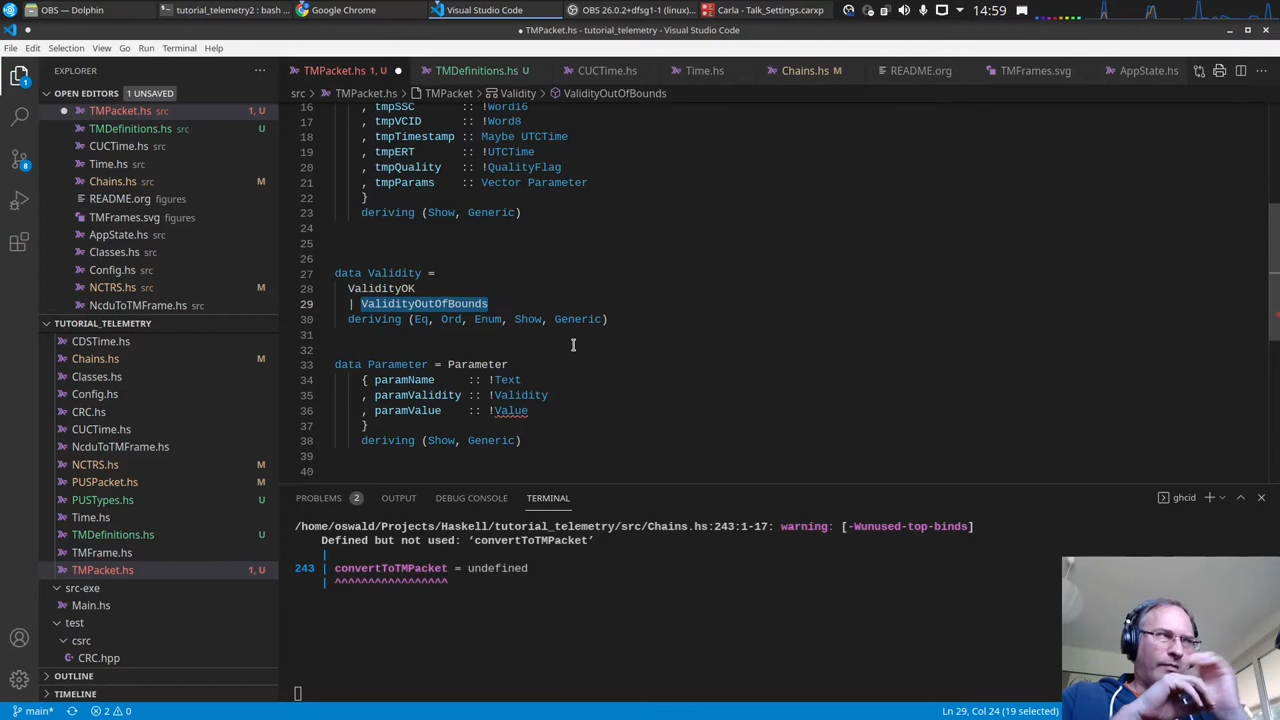 OBS — Dolphin
tutorial_telemetry2 : bash ...
Google Chrome
Visual Studio Code
OBS 26.0.2+dfsg1-1 (linux)...
Carla - Talk_Settings.carxp
14:59
● TMPacket.hs - tutorial_telemetry - Visual Studio Code
File Edit Selection View Go Run Terminal Help
EXPLORER ...
TMPacket.hs 1, U ●
TMDefinitions.hs U
CUCTime.hs
Time.hs
Chains.hs M
README.org
TMFrames.svg
AppState.hs
OPEN EDITORS 1 UNSAVED
TMPacket.hs src 1, U
TMDefinitions.hs src U
CUCTime.hs src
Time.hs src
Chains.hs src M
README.org figures
TMFrames.svg figures
AppState.hs src
Classes.hs src
Config.hs src
NCTRS.hs src M
NcduToTMFrame.hs src
TUTORIAL_TELEMETRY
CDSTime.hs
Chains.hs M
Classes.hs
Config.hs
CRC.hs
CUCTime.hs
NcduToTMFrame.hs
NCTRS.hs M
PUSPacket.hs M
PUSTypes.hs U
Time.hs
TMDefinitions.hs U
TMFrame.hs
TMPacket.hs 1, U
src-exe
Main.hs
test
csrc
CRC.hpp
OUTLINE
TIMELINE
src > TMPacket.hs > TMPacket > Validity > ValidityOutOfBounds
16 , tmpSSC :: !Word16
17 , tmpVCID :: !Word8
18 , tmpTimestamp :: Maybe UTCTime
19 , tmpERT :: !UTCTime
20 , tmpQuality :: !QualityFlag
21 , tmpParams :: Vector Parameter
22 }
23 deriving (Show, Generic)
24
25
26
27 data Validity =
28 ValidityOK
29 | ValidityOutOfBounds
30 deriving (Eq, Ord, Enum, Show, Generic)
31
32
33 data Parameter = Parameter
34 { paramName :: !Text
35 , paramValidity :: !Validity
36 , paramValue :: !Value
37 }
38 deriving (Show, Generic)
39
40
PROBLEMS 2 OUTPUT DEBUG CONSOLE TERMINAL
ghcid
/home/oswald/Projects/Haskell/tutorial_telemetry/src/Chains.hs:243:1-17: warning: [-Wunused-top-binds]
Defined but not used: ‘convertToTMPacket’
|
243 | convertToTMPacket = undefined
| ^^^^^^^^^^^^^^^^^
main* 2 0
Ln 29, Col 24 (19 selected)